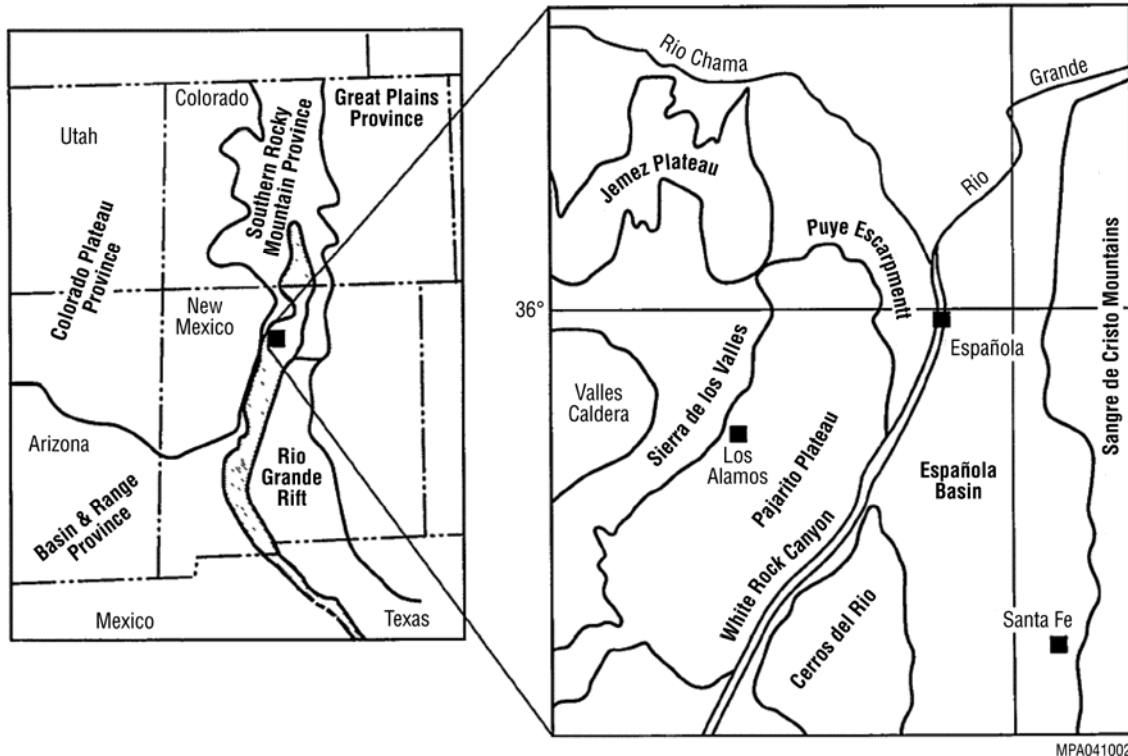 Utah
Colorado
Great Plains
Province
Southern Rocky
Mountain Province
Colorado Plateau
Province
New
Mexico
Arizona
Rio
Grande
Rift
Basin & Range
Province
Mexico
Texas
Rio Chama
Grande
Rio
Jemez Plateau
Puye Escarpmentt
Sangre de Cristo Mountains
36°
Española
Valles
Caldera
Sierra de los Valles
Los
Alamos
Pajarito Plateau
Española
Basin
White Rock Canyon
Cerros del Rio
Santa Fe
MPA041002